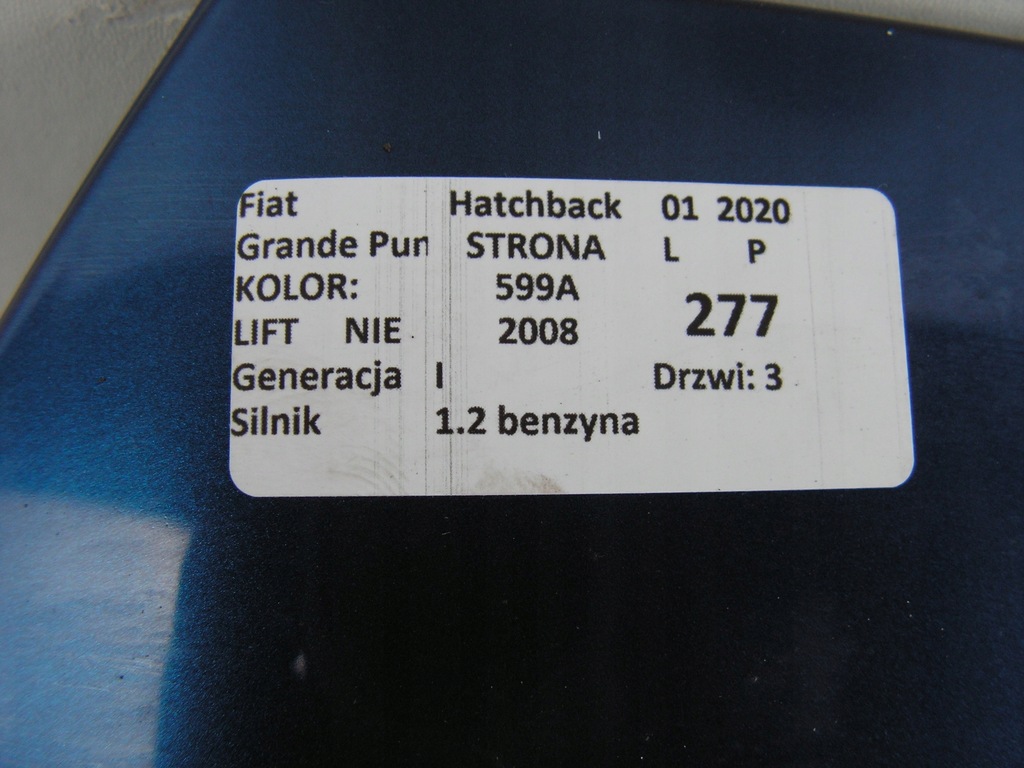 Fiat Hatchback 01 2020
Grande Pun STRONA L P
KOLOR: 599A
277
LIFT NIE 2008
Generacja I Drzwi: 3
Silnik 1.2 benzyna